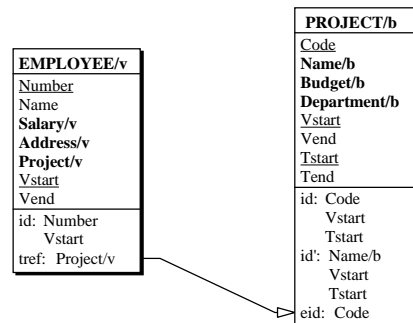 EMPLOYEE/v
Number
Name
Salary/v
Address/v
Project/v
Vstart
Vend
id: Number
Vstart
tref: Project/v
PROJECT/b
Code
Name/b
Budget/b
Department/b
Vstart
Vend
Tstart
Tend
id: Code
Vstart
Tstart
id': Name/b
Vstart
Tstart
eid: Code